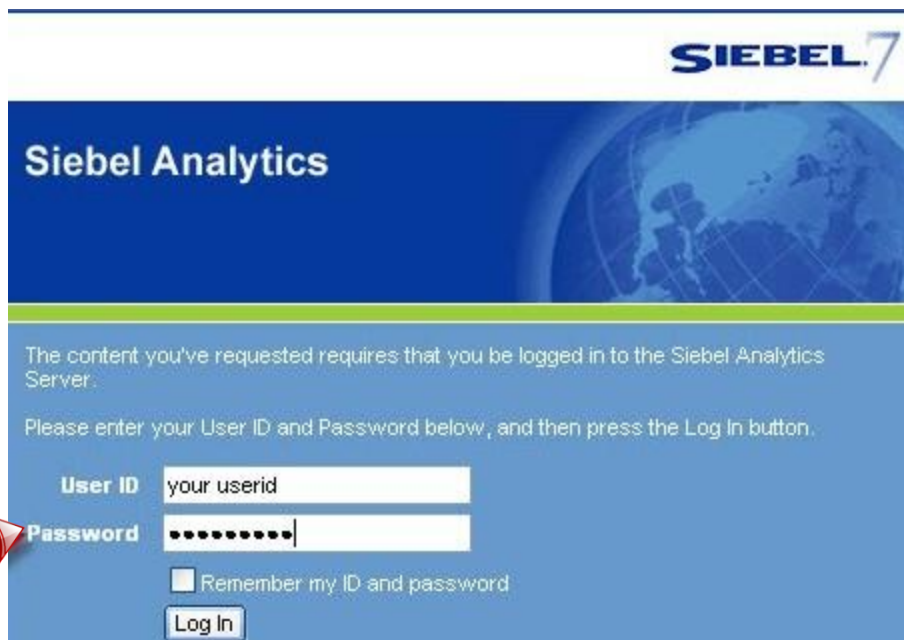 SIEBEL.7
Siebel Analytics
The content you've requested requires that you be logged in to the Siebel Analytics
Server.
Please enter your User ID and Password below, and then press the Log In button.
User ID your userid
Password •••••••••
Remember my ID and password
Log In